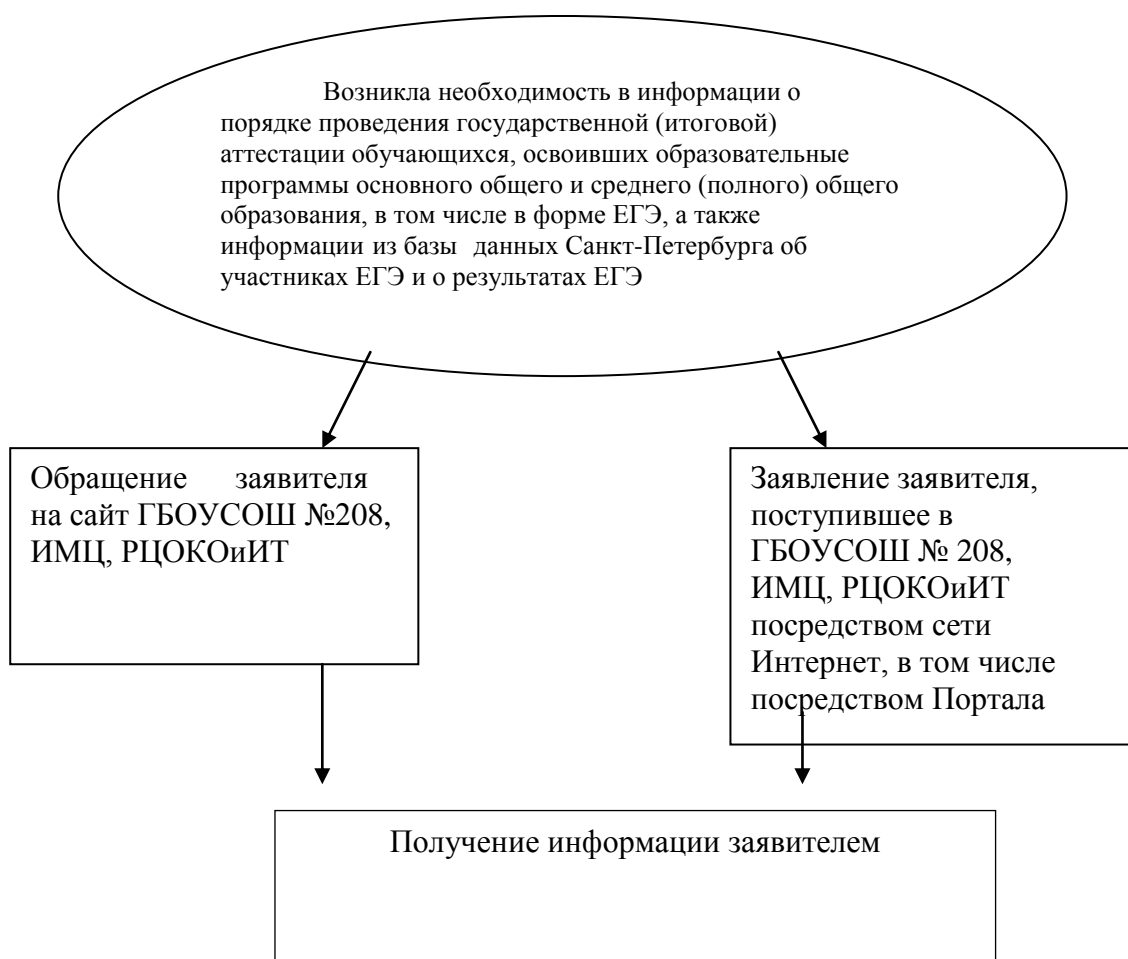 Возникла необходимость в информации о
порядке проведения государственной (итоговой)
аттестации обучающихся, освоивших образовательные
программы основного общего и среднего (полного) общего
образования, в том числе в форме ЕГЭ, а также
информации из базы данных Санкт-Петербурга об
участниках ЕГЭ и о результатах ЕГЭ
Обращение заявителя
на сайт ГБОУСОШ №208,
ИМЦ, РЦОКОиИТ
Заявление заявителя,
поступившее в
ГБОУСОШ № 208,
ИМЦ, РЦОКОиИТ
посредством сети
Интернет, в том числе
посредством Портала
Получение информации заявителем